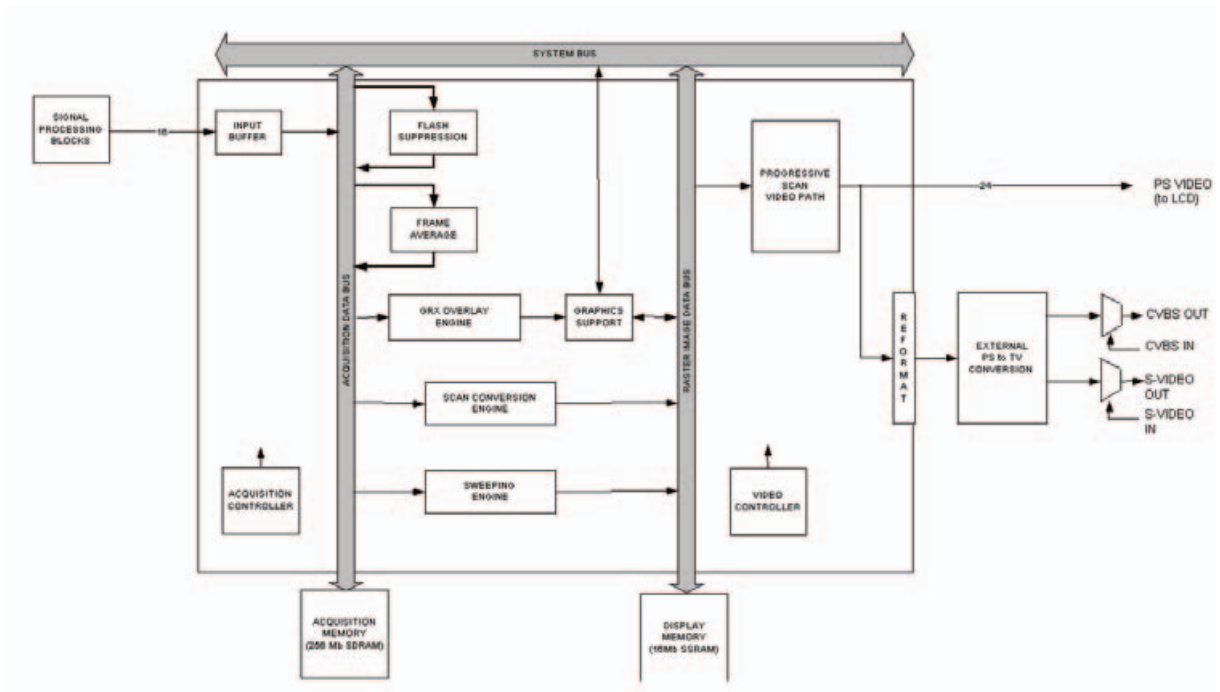 SYSTEM BUS
SIGNAL
PROCESSING
BLOCKS
16
INPUT
BUFFER
FLASH
SUPPRESSION
FRAME
AVERAGE
ACQUISITION DATA BUS
GRX OVERLAY
ENGINE
GRAPHICS
SUPPORT
SCAN CONVERSION
ENGINE
SWEEPING
ENGINE
ACQUISITION
CONTROLLER
RASTER IMAGE DATA BUS
PROGRESSIVE
SCAN
VIDEO PATH
24
PS VIDEO
(to LCD)
REFORMAT
EXTERNAL
PS to TV
CONVERSION
CVBS OUT
CVBS IN
S-VIDEO
OUT
S-VIDEO
IN
VIDEO
CONTROLLER
ACQUISITION
MEMORY
(256 Mb SDRAM)
DISPLAY
MEMORY
(16Mb SSRAM)